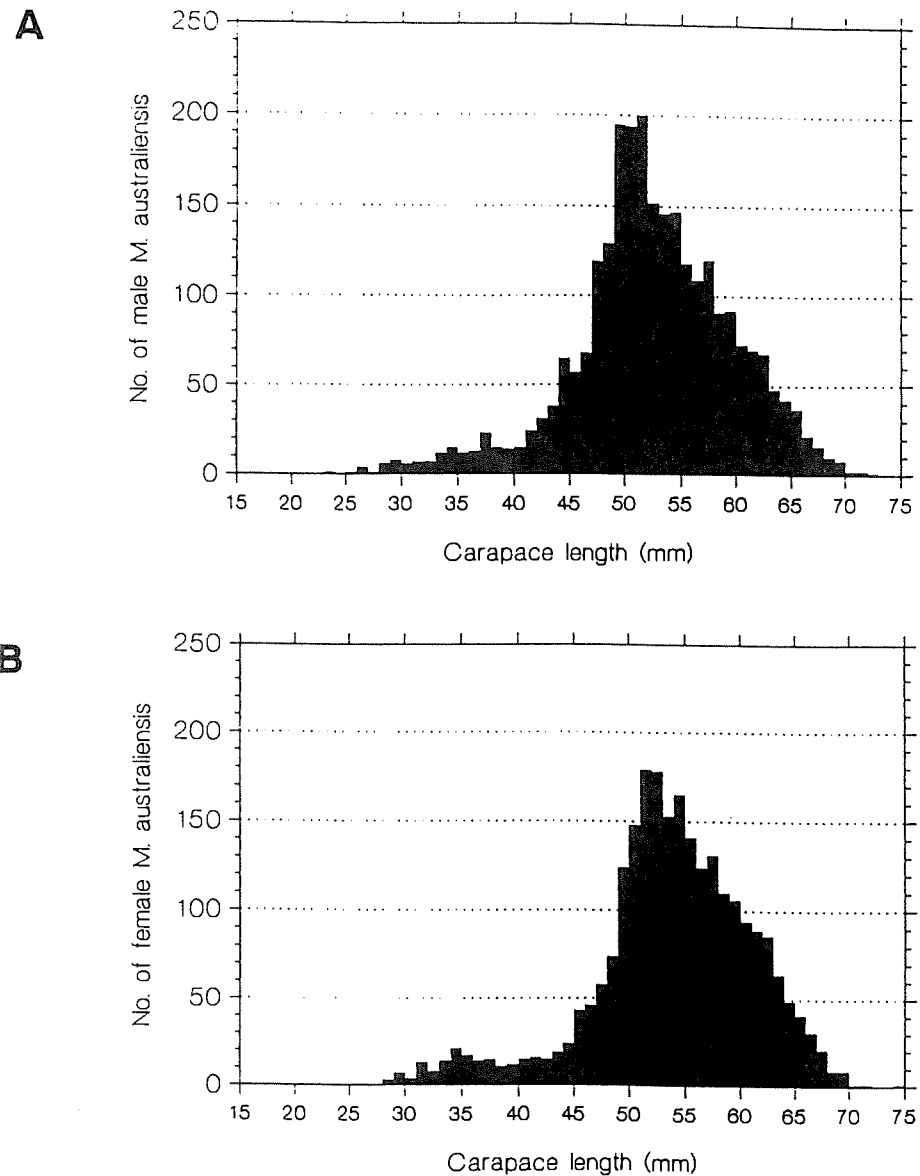 A
250
200
150
100
50
0
No. of male M. australiensis
15 20 25 30 35 40 45 50 55 60 65 70 75
Carapace length (mm)
B
250
200
150
100
50
0
No. of female M. australiensis
15 20 25 30 35 40 45 50 55 60 65 70 75
Carapace length (mm)